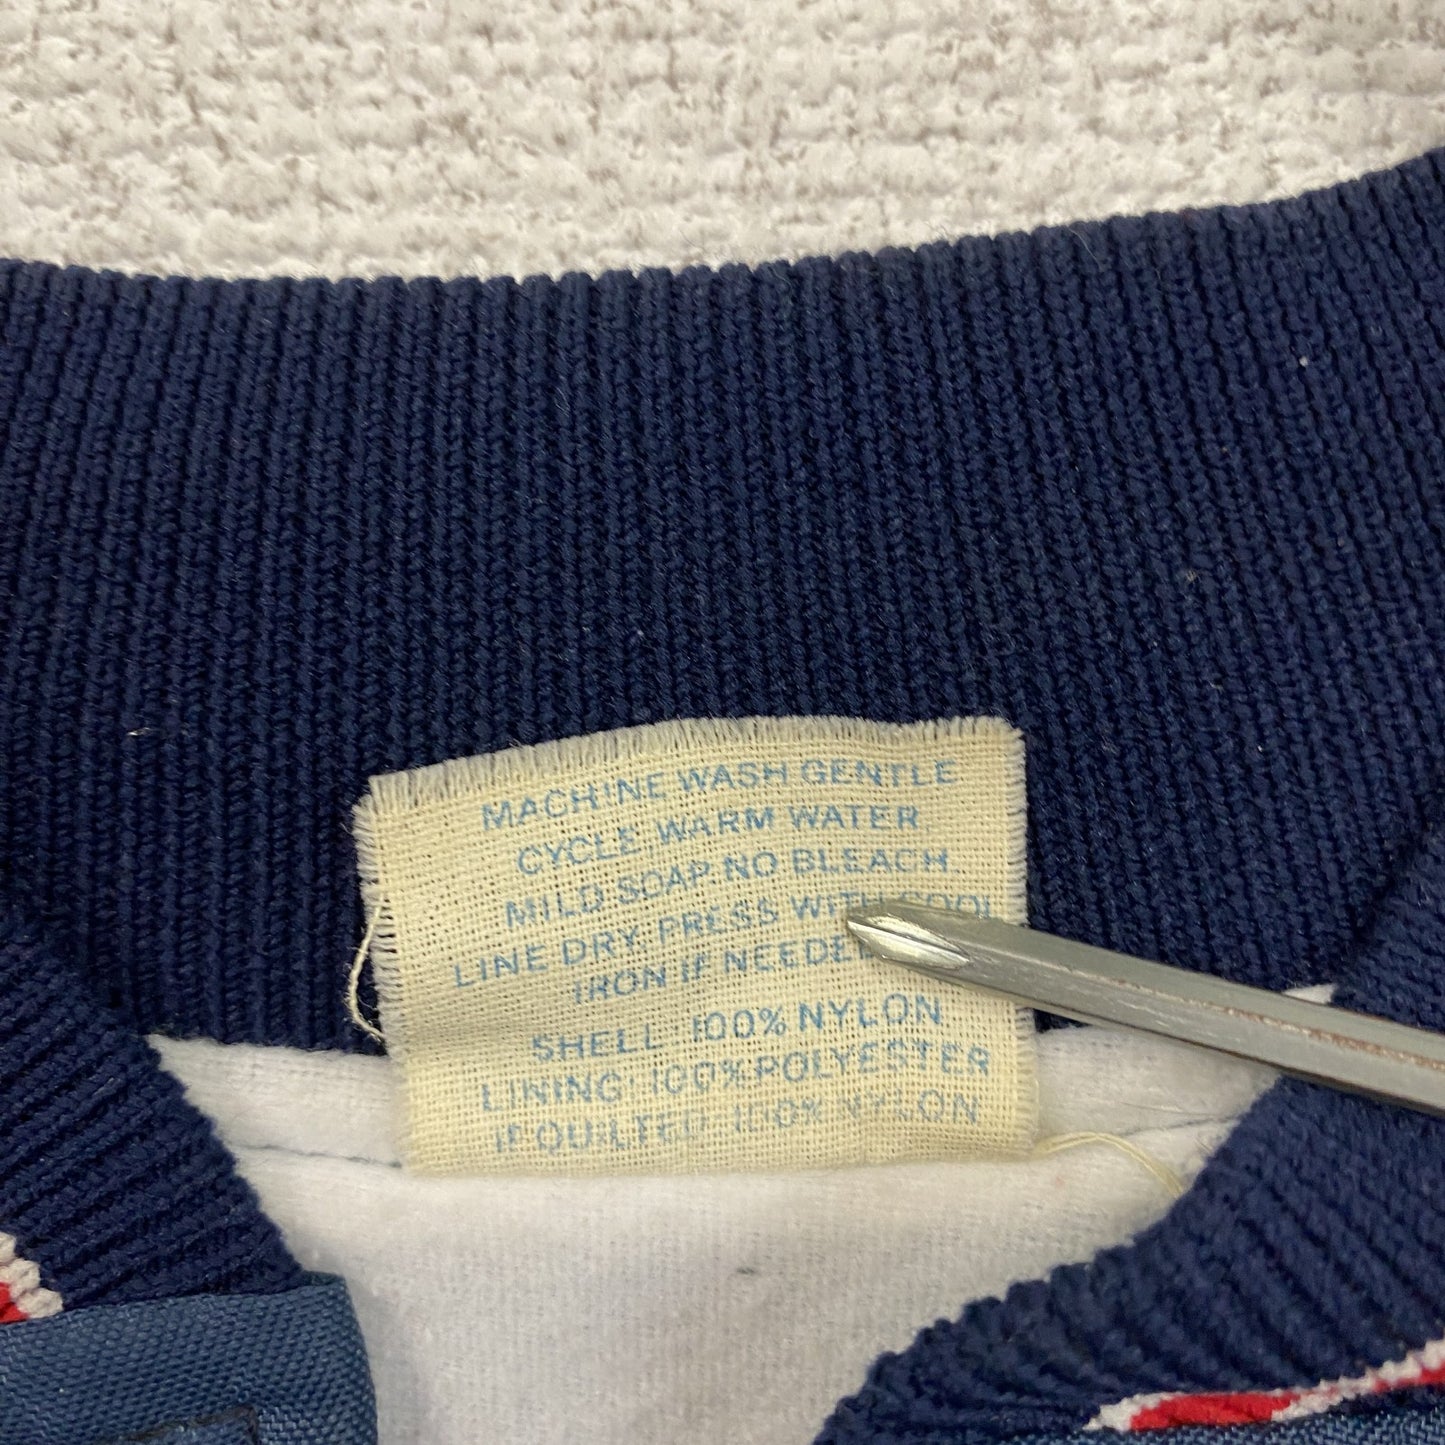 MACHINE WASH GENTLE
CYCLE, WARM WATER,
MILD SOAP. NO BLEACH.
LINE DRY. PRESS WITH COOL
IRON IF NEEDED
SHELL: 100% NYLON
LINING: 100% POLYESTER
IF QUILTED: 100% NYLON